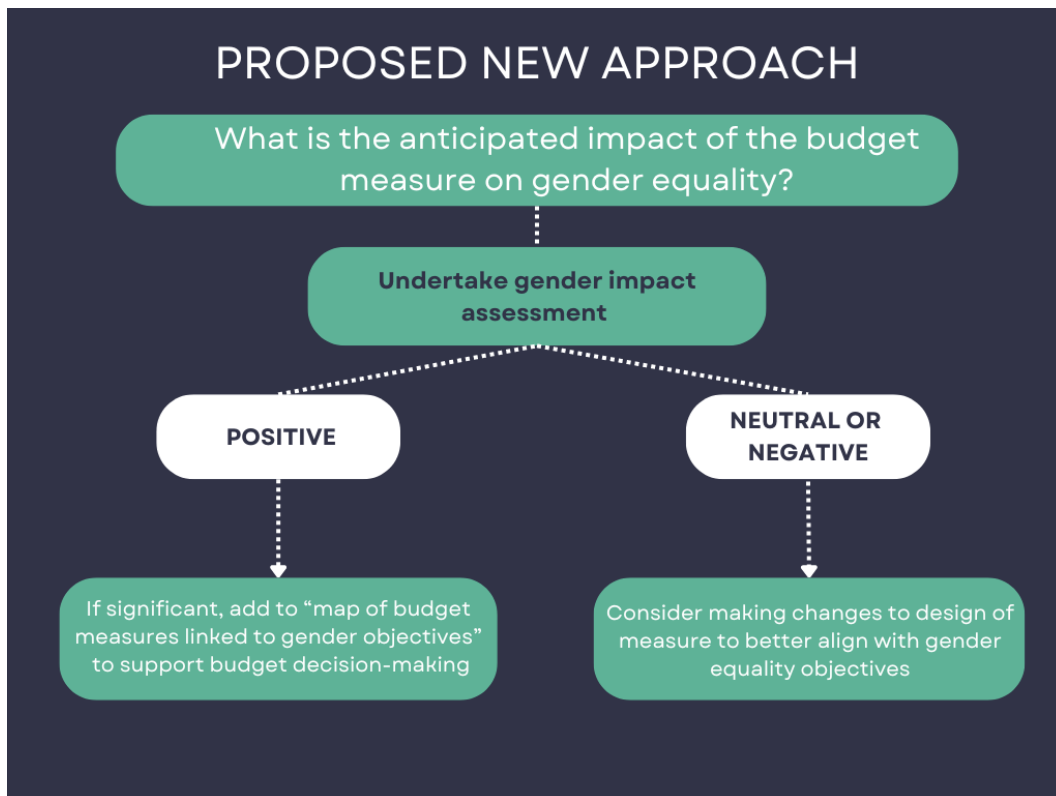 PROPOSED NEW APPROACH
What is the anticipated impact of the budget
measure on gender equality?
Undertake gender impact
assessment
POSITIVE
NEUTRAL OR
NEGATIVE
If significant, add to “map of budget
measures linked to gender objectives”
to support budget decision-making
Consider making changes to design of
measure to better align with gender
equality objectives